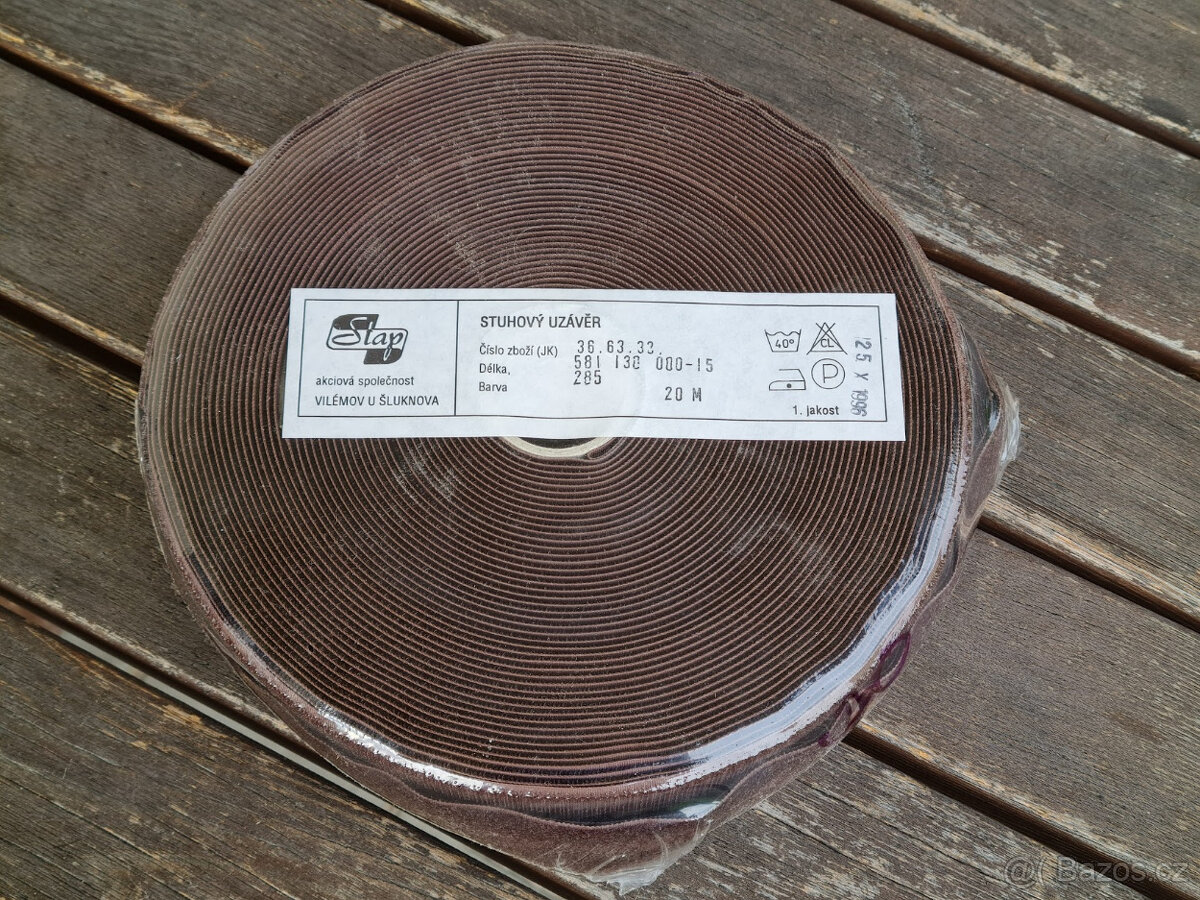 Slap
akciová společnost
VILÉMOV U ŠLUKNOVA
STUHOVÝ UZÁVĚR
Číslo zboží (JK) 36.63.33.
Délka, 581 130 080-15
Barva 285
20 M
40°
CL
P
1. jakost
25 X 1996
@( Bazos.cz